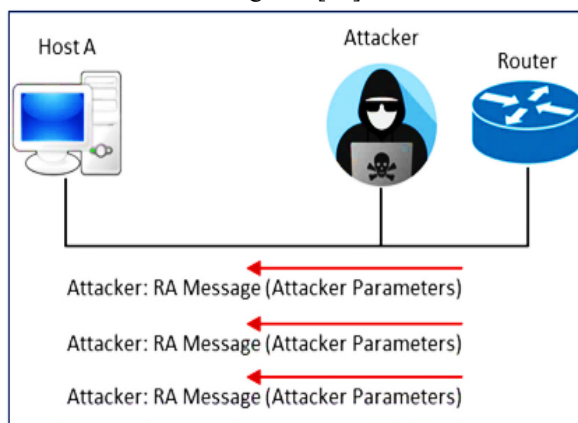 Host A
Attacker
Router
Attacker: RA Message (Attacker Parameters)
Attacker: RA Message (Attacker Parameters)
Attacker: RA Message (Attacker Parameters)